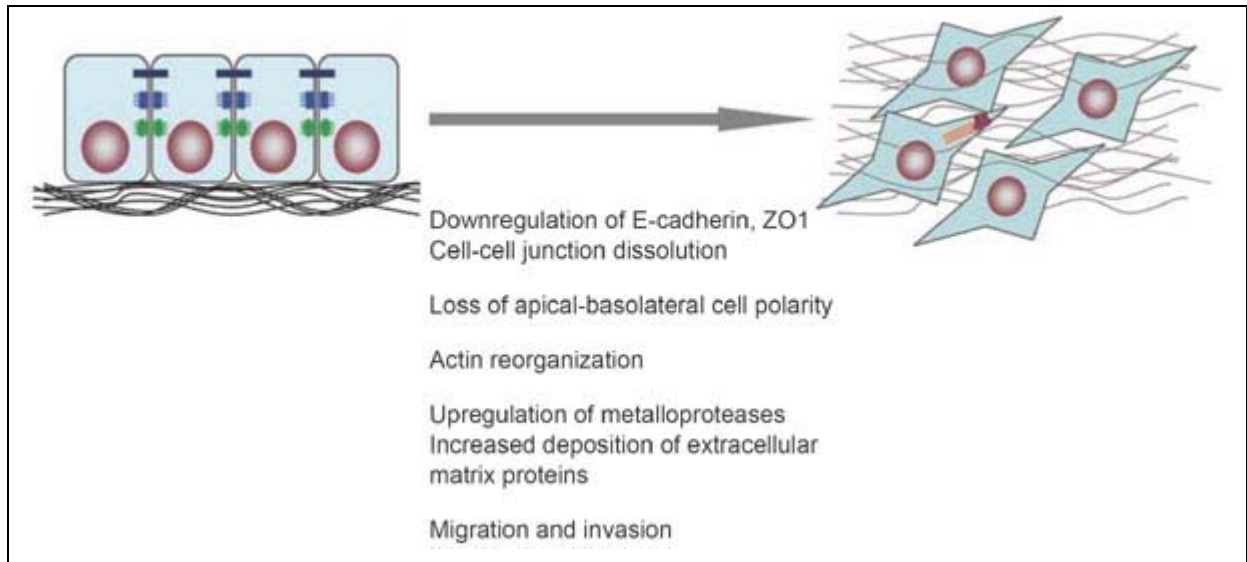 Downregulation of E-cadherin, ZO1
Cell-cell junction dissolution
Loss of apical-basolateral cell polarity
Actin reorganization
Upregulation of metalloproteases
Increased deposition of extracellular
matrix proteins
Migration and invasion